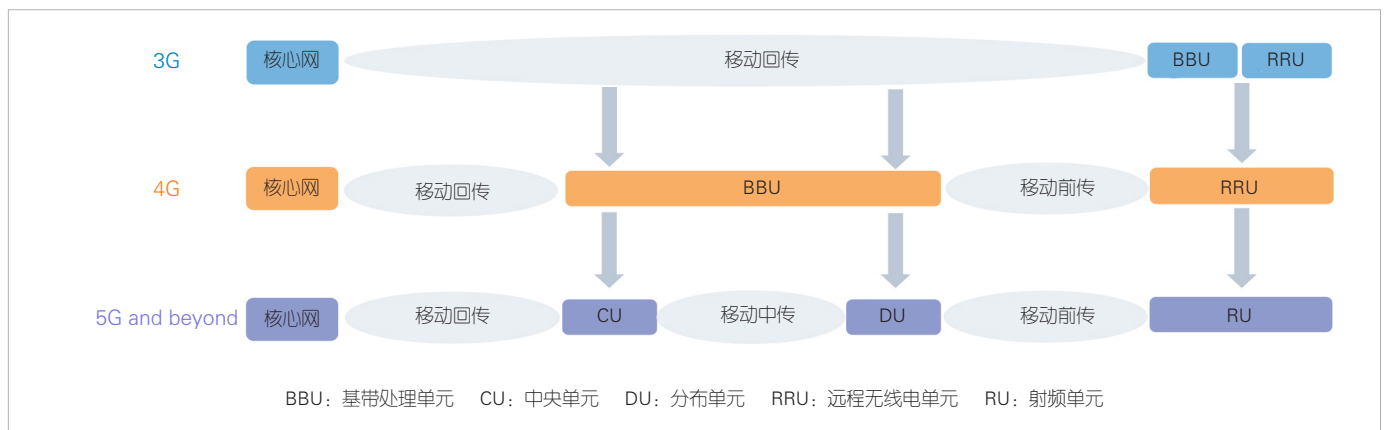 3G 核心网 移动回传 BBU RRU
4G 核心网 移动回传 BBU 移动前传 RRU
5G and beyond 核心网 移动回传 CU 移动中传 DU 移动前传 RU
BBU：基带处理单元 CU：中央单元 DU：分布单元 RRU：远程无线电单元 RU：射频单元